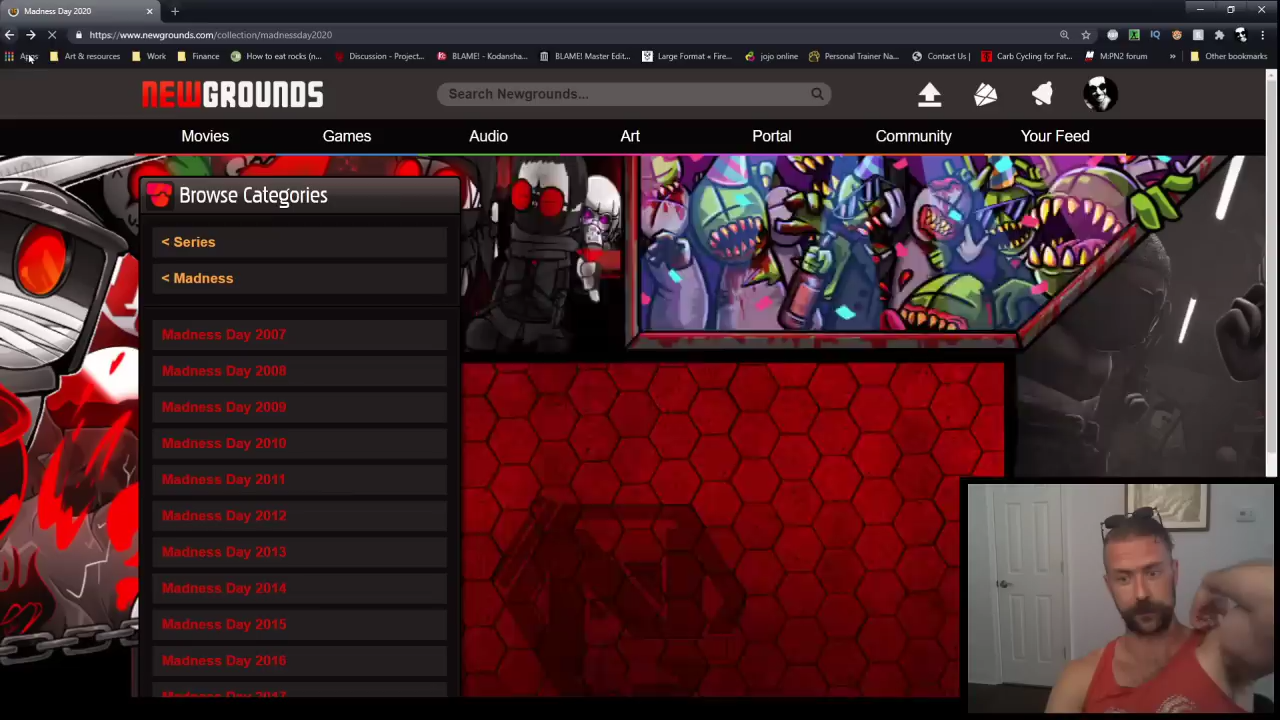 Madness Day 2020
https://www.newgrounds.com/collection/madnessday2020
Apps
Art & resources
Work
Finance
How to eat rocks (n...
Discussion - Project...
BLAME! - Kodansha...
BLAME! Master Edit...
Large Format « Fire...
jojo online
Personal Trainer Na...
Contact Us |
Carb Cycling for Fat...
M:PN2 forum
»
Other bookmarks
NEWGROUNDS
Search Newgrounds...
Movies
Games
Audio
Art
Portal
Community
Your Feed
Browse Categories
< Series
< Madness
Madness Day 2007
Madness Day 2008
Madness Day 2009
Madness Day 2010
Madness Day 2011
Madness Day 2012
Madness Day 2013
Madness Day 2014
Madness Day 2015
Madness Day 2016
Madness Day 2017